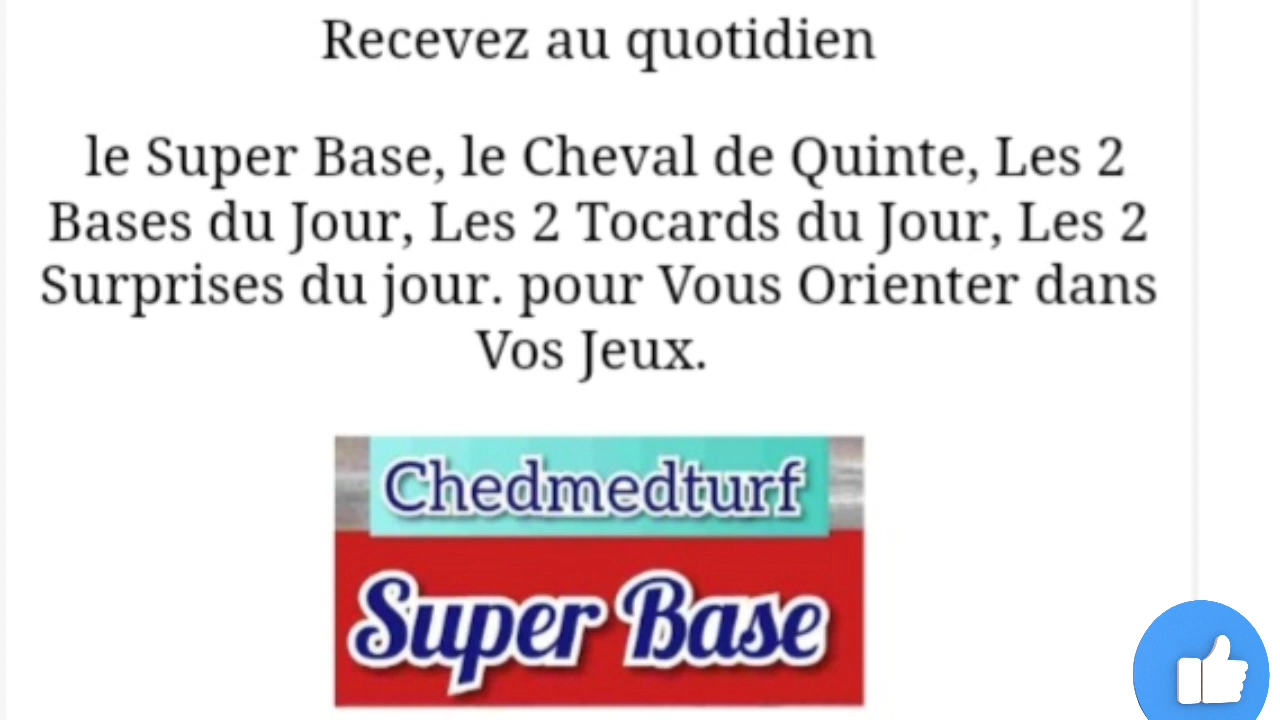 Recevez au quotidien
le Super Base, le Cheval de Quinte, Les 2
Bases du Jour, Les 2 Tocards du Jour, Les 2
Surprises du jour. pour Vous Orienter dans
Vos Jeux.
Chedmedturf
Super Base